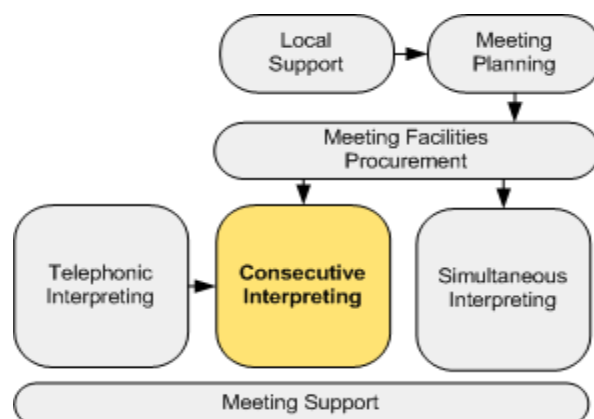 Local
Support
Meeting
Planning
Meeting Facilities
Procurement
Telephonic
Interpreting
Consecutive
Interpreting
Simultaneous
Interpreting
Meeting Support